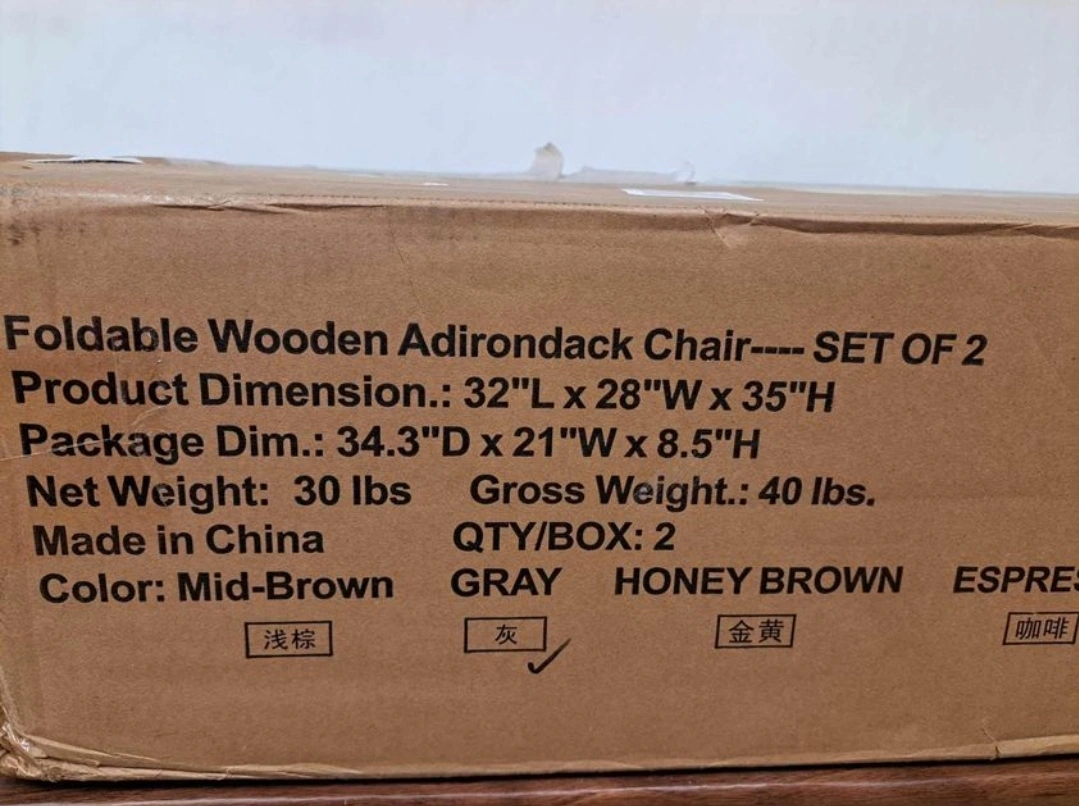 Foldable Wooden Adirondack Chair---- SET OF 2
Product Dimension.: 32"L x 28"W x 35"H
Package Dim.: 34.3"D x 21"W x 8.5"H
Net Weight: 30 lbs Gross Weight.: 40 lbs.
Made in China QTY/BOX: 2
Color: Mid-Brown GRAY HONEY BROWN ESPRES
浅棕 灰 金黄 咖啡